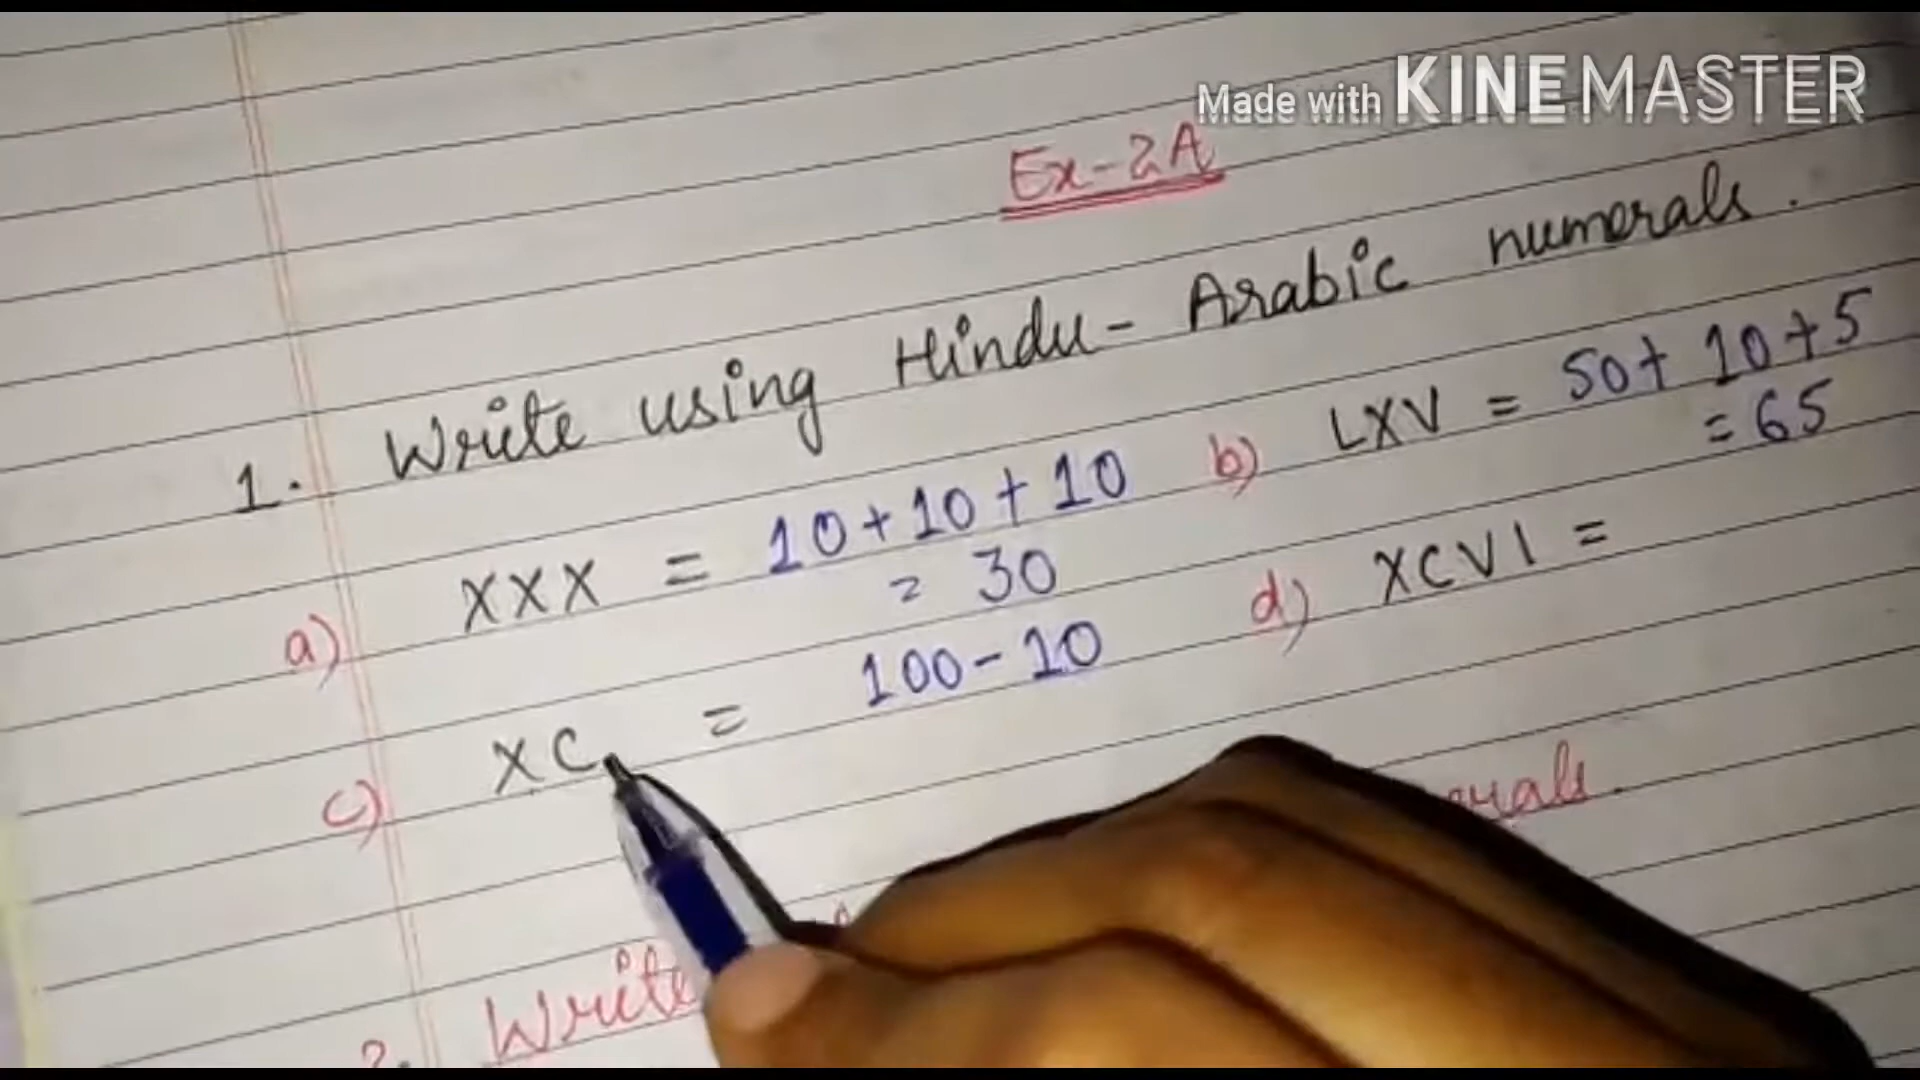 Made with KINEMASTER
Ex-2A
1. Write using Hindu-Arabic numerals.
a) XXX = 10+10+10
= 30
b) LXV = 50+10+5
= 65
c) XC = 100-10
d) XCVI =
2. Write